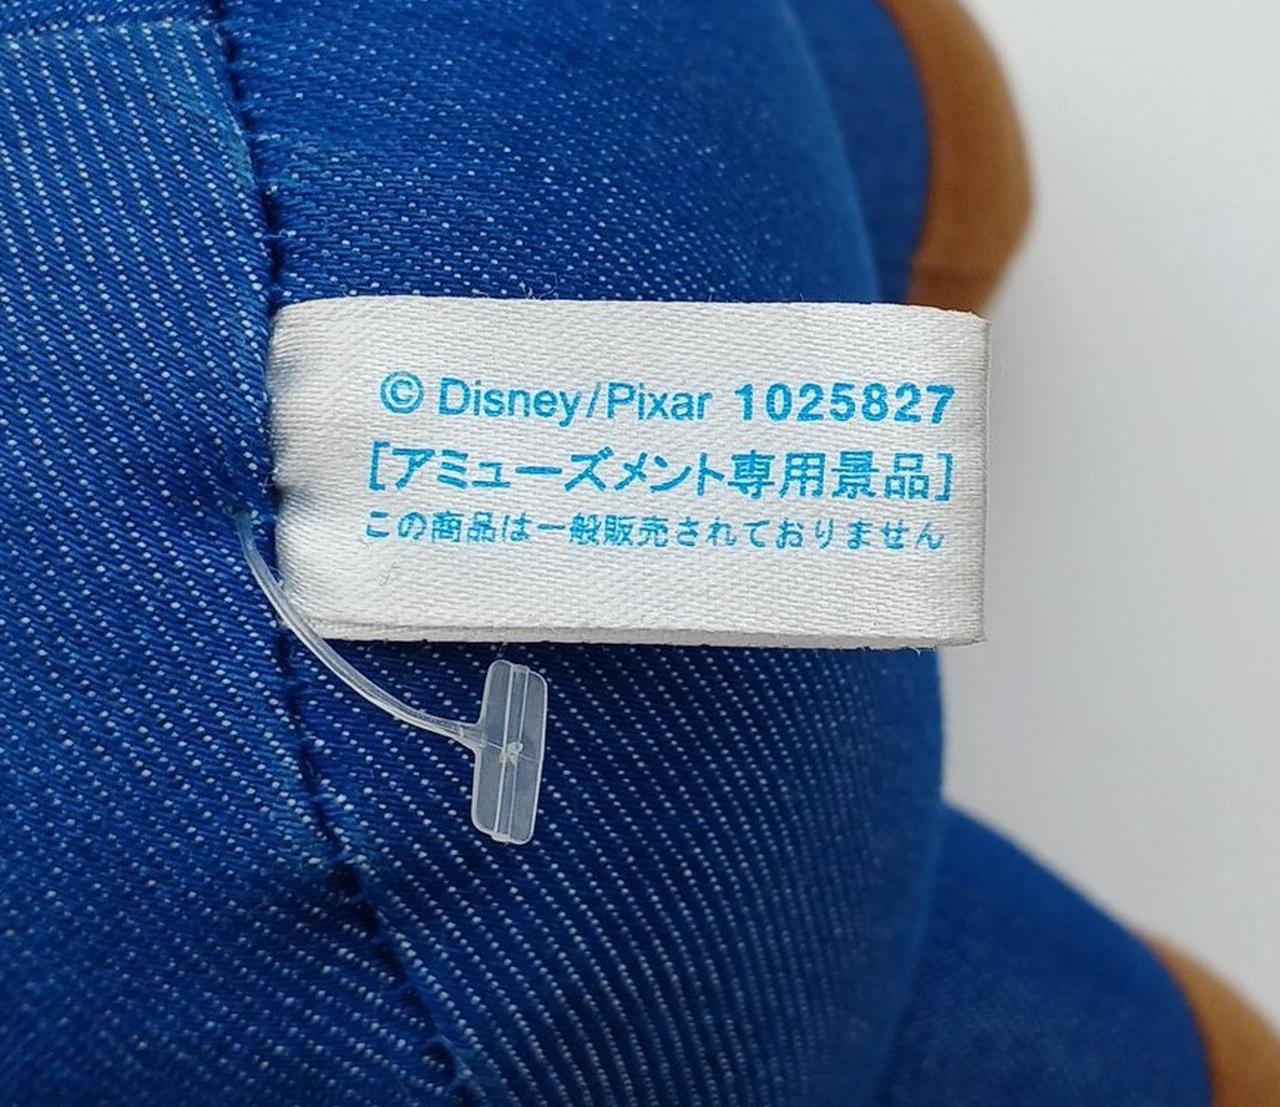 © Disney/Pixar 1025827
[アミューズメント専用景品]
この商品は一般販売されておりません